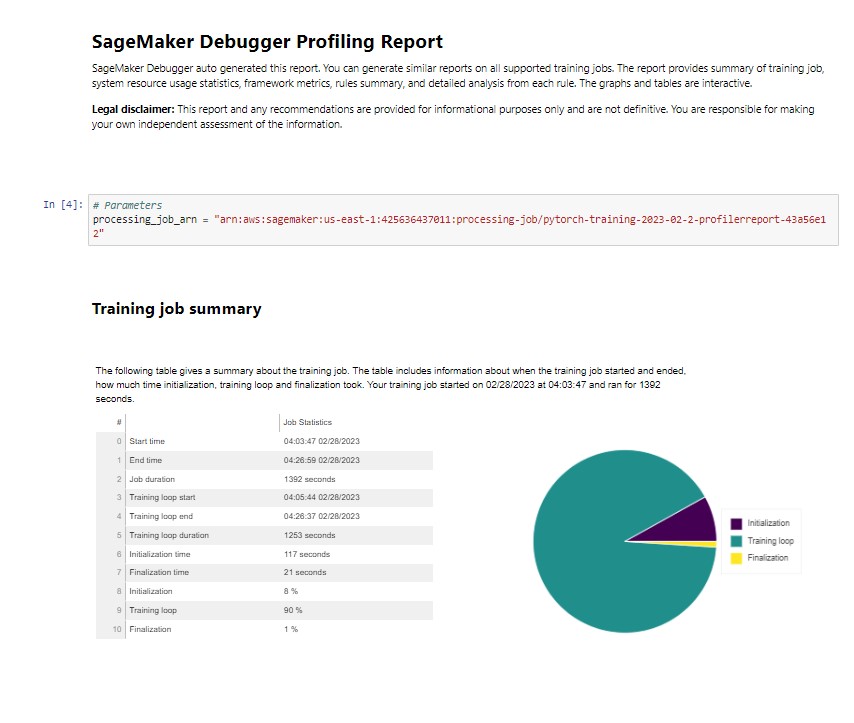 SageMaker Debugger Profiling Report
SageMaker Debugger auto generated this report. You can generate similar reports on all supported training jobs. The report provides summary of training job,
system resource usage statistics, framework metrics, rules summary, and detailed analysis from each rule. The graphs and tables are interactive.
Legal disclaimer: This report and any recommendations are provided for informational purposes only and are not definitive. You are responsible for making
your own independent assessment of the information.
In [4]: # Parameters
processing_job_arn = "arn:aws:sagemaker:us-east-1:425636437011:processing-job/pytorch-training-2023-02-2-profilerreport-43a56e1
2"
Training job summary
The following table gives a summary about the training job. The table includes information about when the training job started and ended,
how much time initialization, training loop and finalization took. Your training job started on 02/28/2023 at 04:03:47 and ran for 1392
seconds.
# Job Statistics
0 Start time 04:03:47 02/28/2023
1 End time 04:26:59 02/28/2023
2 Job duration 1392 seconds
3 Training loop start 04:05:44 02/28/2023
4 Training loop end 04:26:37 02/28/2023
5 Training loop duration 1253 seconds
6 Initialization time 117 seconds
7 Finalization time 21 seconds
8 Initialization 8 %
9 Training loop 90 %
10 Finalization 1 %
Initialization
Training loop
Finalization